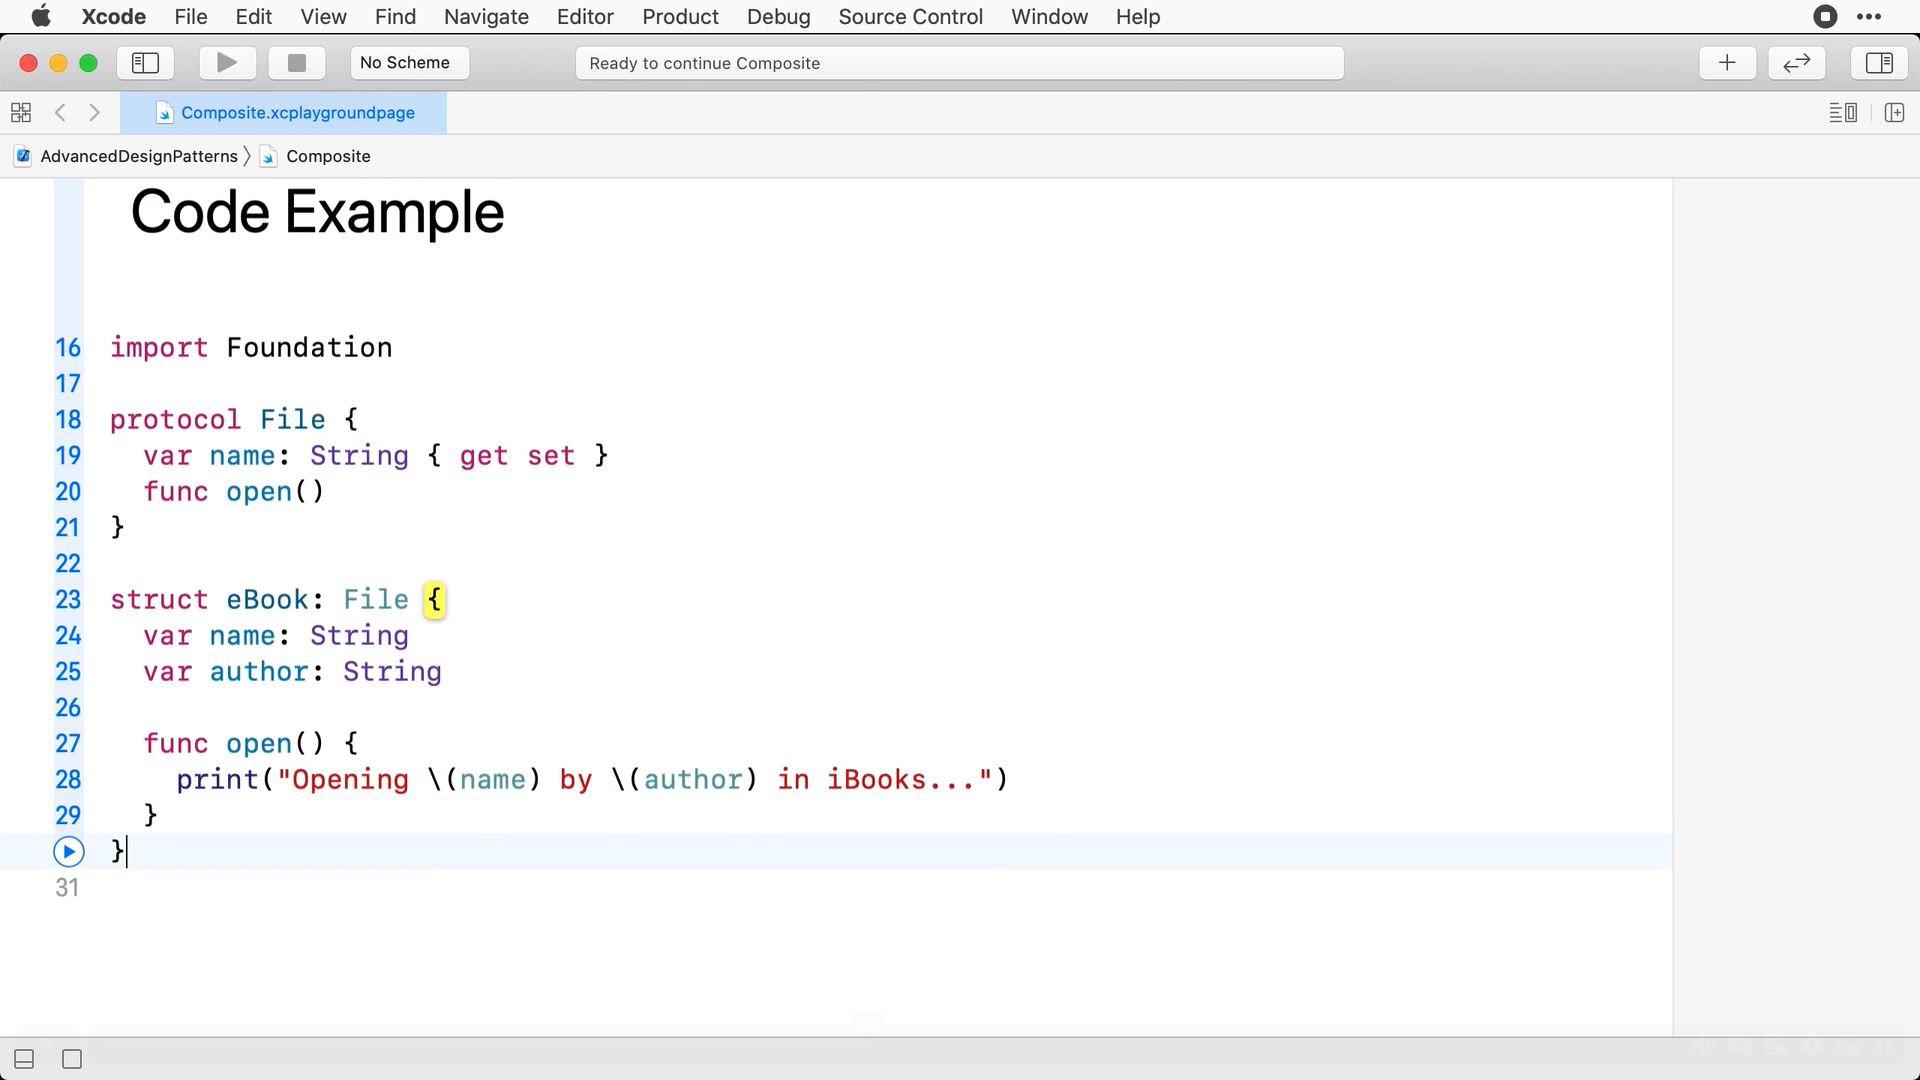 Xcode File Edit View Find Navigate Editor Product Debug Source Control Window Help
No Scheme Ready to continue Composite
Composite.xcplaygroundpage
AdvancedDesignPatterns Composite
Code Example
16 import Foundation
17
18 protocol File {
19 var name: String { get set }
20 func open()
21 }
22
23 struct eBook: File {
24 var name: String
25 var author: String
26
27 func open() {
28 print("Opening \(name) by \(author) in iBooks...")
29 }
}
31